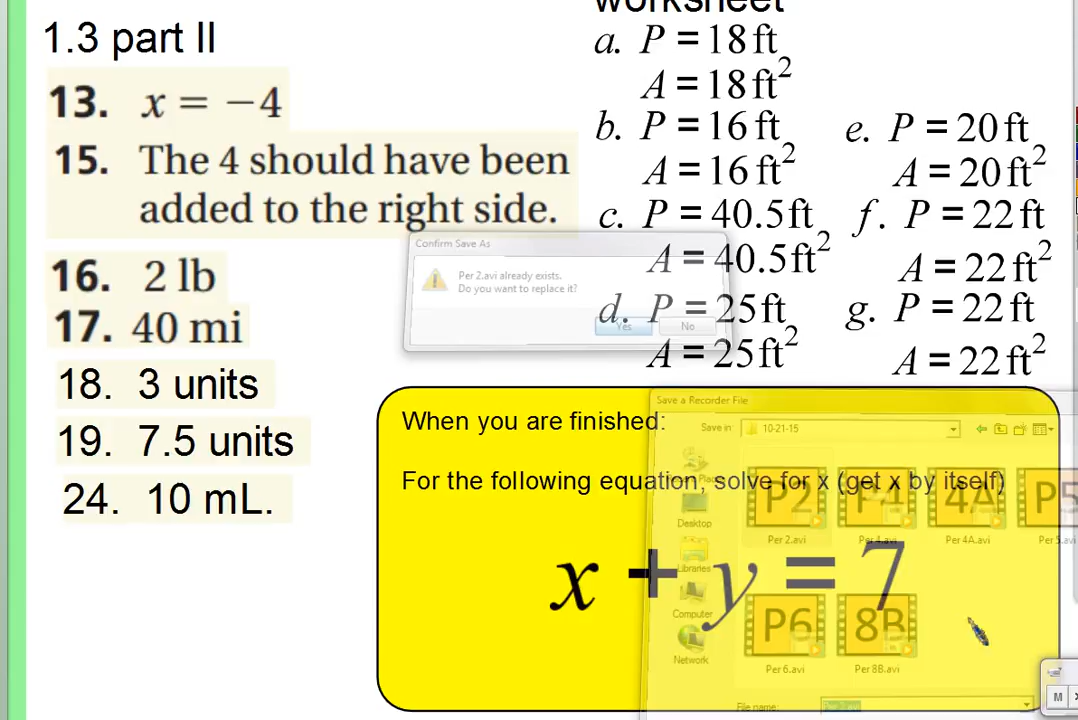 1.3 part II
13. x = −4
15. The 4 should have been
added to the right side.
16. 2 lb
17. 40 mi
18. 3 units
19. 7.5 units
24. 10 mL.
worksheet
a. P = 18 ft
A = 18 ft²
b. P = 16 ft
A = 16 ft²
c. P = 40.5 ft
A = 40.5 ft²
d. P = 25 ft
A = 25 ft²
e. P = 20 ft
A = 20 ft²
f. P = 22 ft
A = 22 ft²
g. P = 22 ft
A = 22 ft²
Confirm Save As
Per 2.avi already exists.
Do you want to replace it?
Yes No
When you are finished:
For the following equation, solve for x (get x by itself)
x + y = 7
Save a Recorder File
Save in: 10-21-15
Desktop
Libraries
Computer
Network
P2 P4 4A P5
Per 2.avi Per 4.avi Per 4A.avi Per 5.avi
P6 8B
Per 6.avi Per 8B.avi
File name:
M